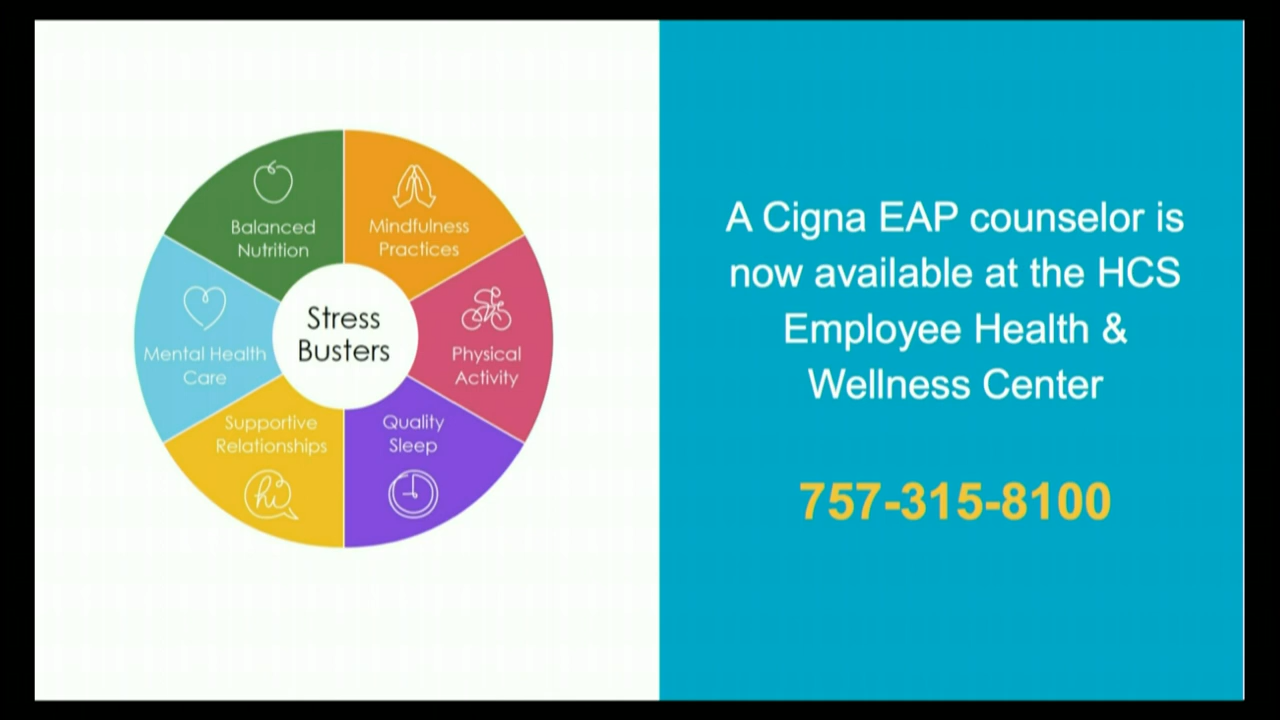 Balanced
Nutrition
Mindfulness
Practices
Mental Health
Care
Stress
Busters
Physical
Activity
Supportive
Relationships
hi
Quality
Sleep
A Cigna EAP counselor is
now available at the HCS
Employee Health &
Wellness Center
757-315-8100